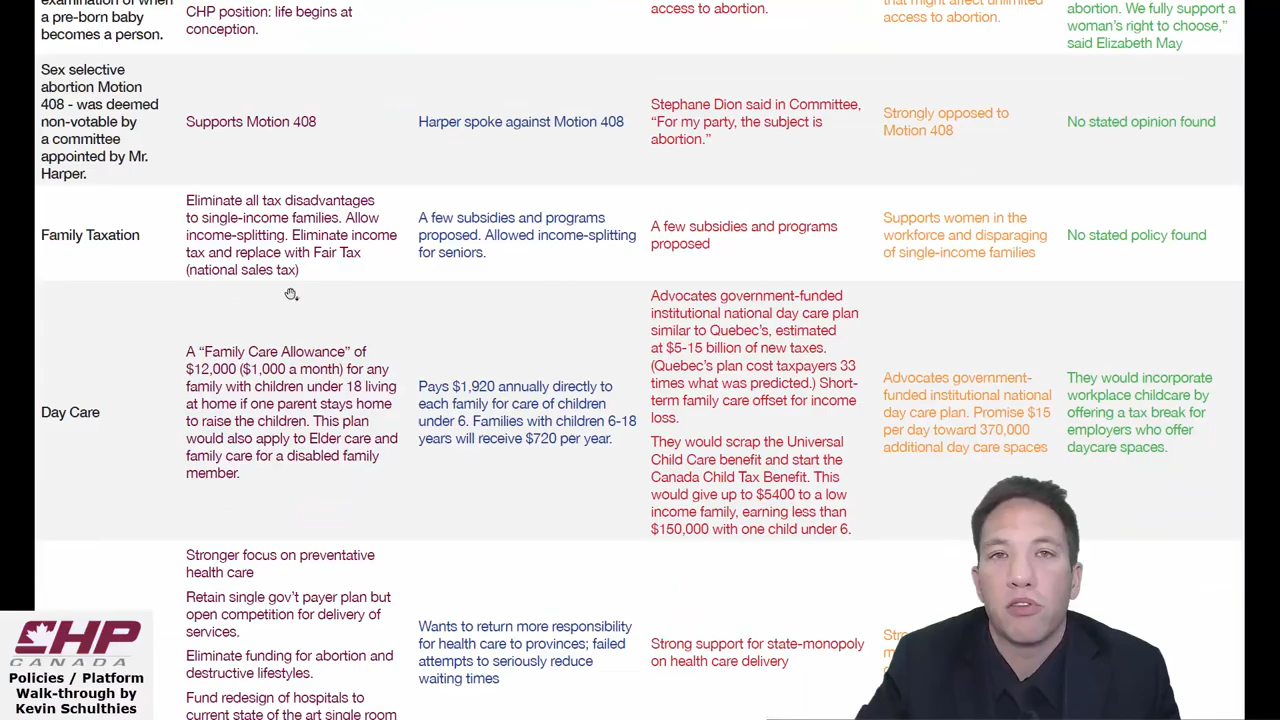 examination of when
a pre-born baby
becomes a person.
CHP position: life begins at
conception.
access to abortion.
that might affect unlimited
access to abortion.
abortion. We fully support a
woman's right to choose,"
said Elizabeth May
Sex selective
abortion Motion
408 - was deemed
non-votable by
a committee
appointed by Mr.
Harper.
Supports Motion 408
Harper spoke against Motion 408
Stephane Dion said in Committee,
“For my party, the subject is
abortion.”
Strongly opposed to
Motion 408
No stated opinion found
Family Taxation
Eliminate all tax disadvantages
to single-income families. Allow
income-splitting. Eliminate income
tax and replace with Fair Tax
(national sales tax)
A few subsidies and programs
proposed. Allowed income-splitting
for seniors.
A few subsidies and programs
proposed
Supports women in the
workforce and disparaging
of single-income families
No stated policy found
Day Care
A “Family Care Allowance” of
$12,000 ($1,000 a month) for any
family with children under 18 living
at home if one parent stays home
to raise the children. This plan
would also apply to Elder care and
family care for a disabled family
member.
Pays $1,920 annually directly to
each family for care of children
under 6. Families with children 6-18
years will receive $720 per year.
Advocates government-funded
institutional national day care plan
similar to Quebec's, estimated
at $5-15 billion of new taxes.
(Quebec's plan cost taxpayers 33
times what was predicted.) Short-
term family care offset for income
loss.
They would scrap the Universal
Child Care benefit and start the
Canada Child Tax Benefit. This
would give up to $5400 to a low
income family, earning less than
$150,000 with one child under 6.
Advocates government-
funded institutional national
day care plan. Promise $15
per day toward 370,000
additional day care spaces
They would incorporate
workplace childcare by
offering a tax break for
employers who offer
daycare spaces.
Stronger focus on preventative
health care
Retain single gov't payer plan but
open competition for delivery of
services.
Eliminate funding for abortion and
destructive lifestyles.
Fund redesign of hospitals to
current state of the art single room
Wants to return more responsibility
for health care to provinces; failed
attempts to seriously reduce
waiting times
Strong support for state-monopoly
on health care delivery
CHP
CANADA
Policies / Platform
Walk-through by
Kevin Schulthies